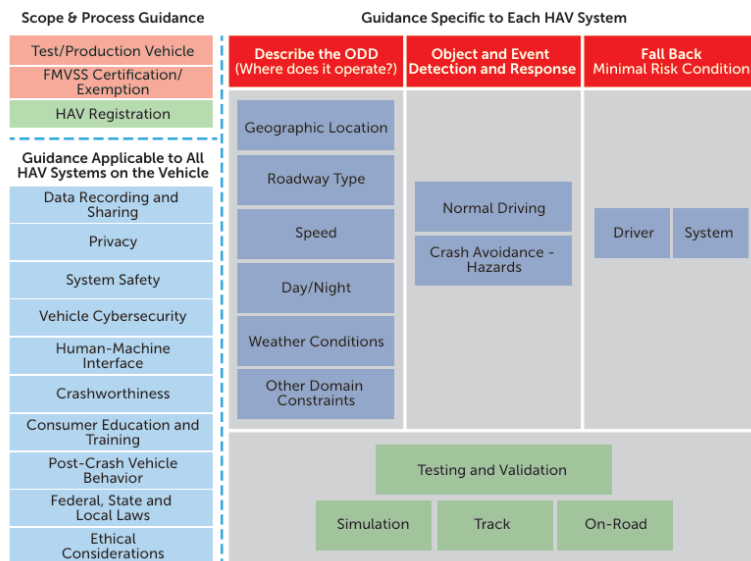 Scope & Process Guidance
Test/Production Vehicle
FMVSS Certification/
Exemption
HAV Registration
Guidance Applicable to All
HAV Systems on the Vehicle
Data Recording and
Sharing
Privacy
System Safety
Vehicle Cybersecurity
Human-Machine
Interface
Crashworthiness
Consumer Education and
Training
Post-Crash Vehicle
Behavior
Federal, State and
Local Laws
Ethical
Considerations
Guidance Specific to Each HAV System
Describe the ODD
(Where does it operate?)
Geographic Location
Roadway Type
Speed
Day/Night
Weather Conditions
Other Domain
Constraints
Object and Event
Detection and Response
Normal Driving
Crash Avoidance -
Hazards
Fall Back
Minimal Risk Condition
Driver
System
Testing and Validation
Simulation
Track
On-Road